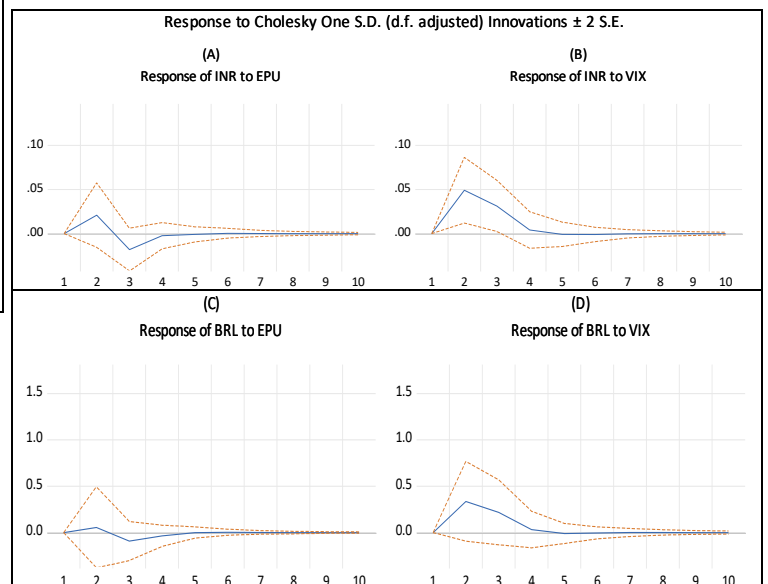 Response to Cholesky One S.D. (d.f. adjusted) Innovations ± 2 S.E.
(A)
Response of INR to EPU
.10
.05
.00
1 2 3 4 5 6 7 8 9 10
(B)
Response of INR to VIX
.10
.05
.00
1 2 3 4 5 6 7 8 9 10
(C)
Response of BRL to EPU
1.5
1.0
0.5
0.0
1 2 3 4 5 6 7 8 9 10
(D)
Response of BRL to VIX
1.5
1.0
0.5
0.0
1 2 3 4 5 6 7 8 9 10